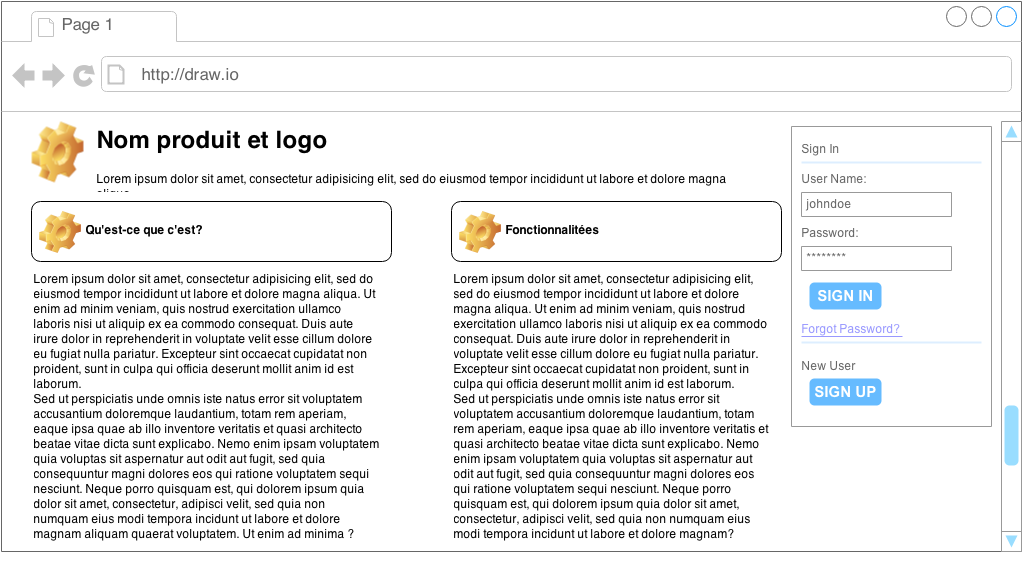 Page 1
http://draw.io
Nom produit et logo
Lorem ipsum dolor sit amet, consectetur adipisicing elit, sed do eiusmod tempor incididunt ut labore et dolore magna
Qu'est-ce que c'est?
Lorem ipsum dolor sit amet, consectetur adipisicing elit, sed do
eiusmod tempor incididunt ut labore et dolore magna aliqua. Ut
enim ad minim veniam, quis nostrud exercitation ullamco
laboris nisi ut aliquip ex ea commodo consequat. Duis aute
irure dolor in reprehenderit in voluptate velit esse cillum dolore
eu fugiat nulla pariatur. Excepteur sint occaecat cupidatat non
proident, sunt in culpa qui officia deserunt mollit anim id est
laborum.
Sed ut perspiciatis unde omnis iste natus error sit voluptatem
accusantium doloremque laudantium, totam rem aperiam,
eaque ipsa quae ab illo inventore veritatis et quasi architecto
beatae vitae dicta sunt explicabo. Nemo enim ipsam voluptatem
quia voluptas sit aspernatur aut odit aut fugit, sed quia
consequuntur magni dolores eos qui ratione voluptatem sequi
nesciunt. Neque porro quisquam est, qui dolorem ipsum quia
dolor sit amet, consectetur, adipisci velit, sed quia non
numquam eius modi tempora incidunt ut labore et dolore
magnam aliquam quaerat voluptatem. Ut enim ad minima ?
Fonctionnalitées
Lorem ipsum dolor sit amet, consectetur adipisicing elit,
sed do eiusmod tempor incididunt ut labore et dolore
magna aliqua. Ut enim ad minim veniam, quis nostrud
exercitation ullamco laboris nisi ut aliquip ex ea commodo
consequat. Duis aute irure dolor in reprehenderit in
voluptate velit esse cillum dolore eu fugiat nulla pariatur.
Excepteur sint occaecat cupidatat non proident, sunt in
culpa qui officia deserunt mollit anim id est laborum.
Sed ut perspiciatis unde omnis iste natus error sit
voluptatem accusantium doloremque laudantium, totam
rem aperiam, eaque ipsa quae ab illo inventore veritatis et
quasi architecto beatae vitae dicta sunt explicabo. Nemo
enim ipsam voluptatem quia voluptas sit aspernatur aut
odit aut fugit, sed quia consequuntur magni dolores eos
qui ratione voluptatem sequi nesciunt. Neque porro
quisquam est, qui dolorem ipsum quia dolor sit amet,
consectetur, adipisci velit, sed quia non numquam eius
modi tempora incidunt ut labore et dolore magnam?
Sign In
User Name:
johndoe
Password:
********
SIGN IN
Forgot Password?
New User
SIGN UP